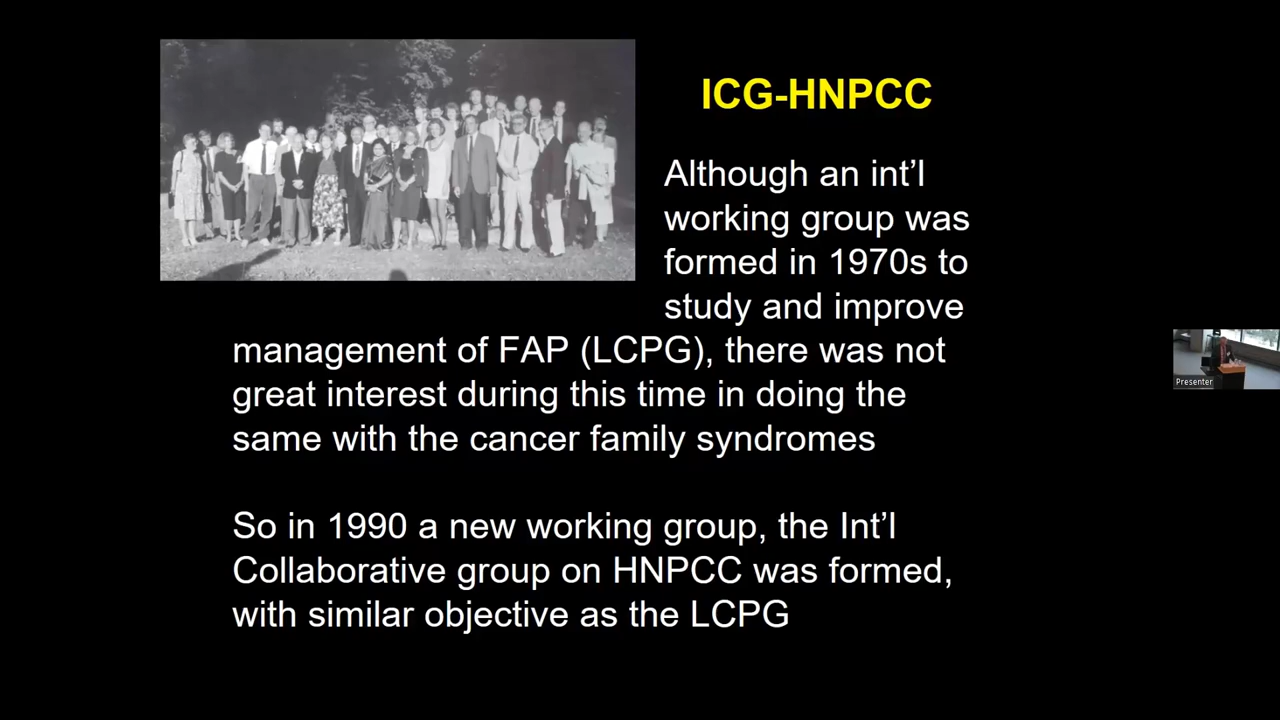 ICG-HNPCC
Although an int’l
working group was
formed in 1970s to
study and improve
management of FAP (LCPG), there was not
great interest during this time in doing the
same with the cancer family syndromes
So in 1990 a new working group, the Int’l
Collaborative group on HNPCC was formed,
with similar objective as the LCPG
Presenter